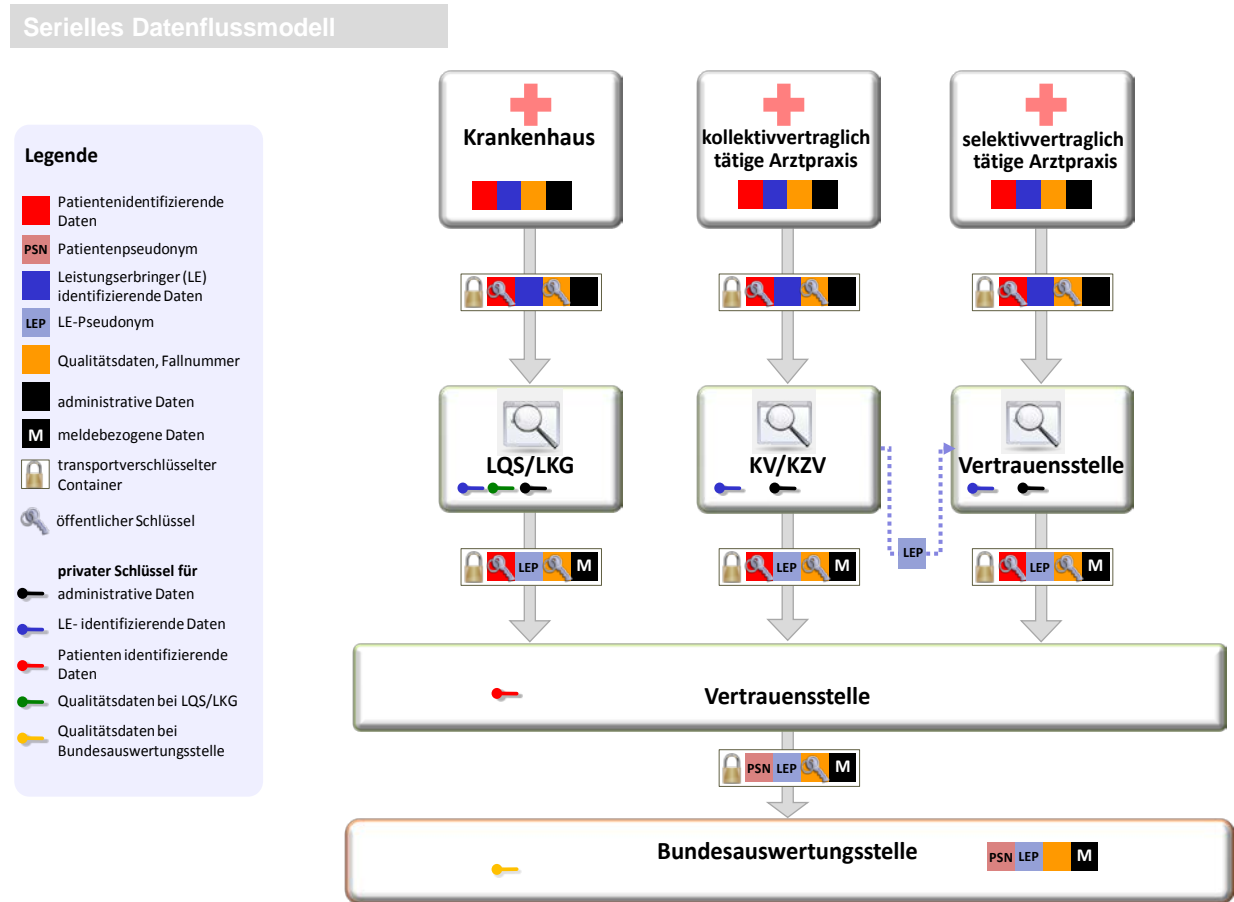 Serielles Datenflussmodell
Legende
Patientenidentifizierende
Daten
PSN Patientenpseudonym
Leistungserbringer (LE)
identifizierende Daten
LEP LE-Pseudonym
Qualitätsdaten, Fallnummer
administrative Daten
M meldebezogene Daten
transportverschlüsselter
Container
öffentlicher Schlüssel
privater Schlüssel für
administrative Daten
LE- identifizierende Daten
Patienten identifizierende
Daten
Qualitätsdaten bei LQS/LKG
Qualitätsdaten bei
Bundesauswertungsstelle
Krankenhaus
kollektivvertraglich
tätige Arztpraxis
selektivvertraglich
tätige Arztpraxis
LQS/LKG
KV/KZV
Vertrauensstelle
LEP
LEP M
LEP M
LEP M
Vertrauensstelle
PSN LEP M
Bundesauswertungsstelle
PSN LEP M